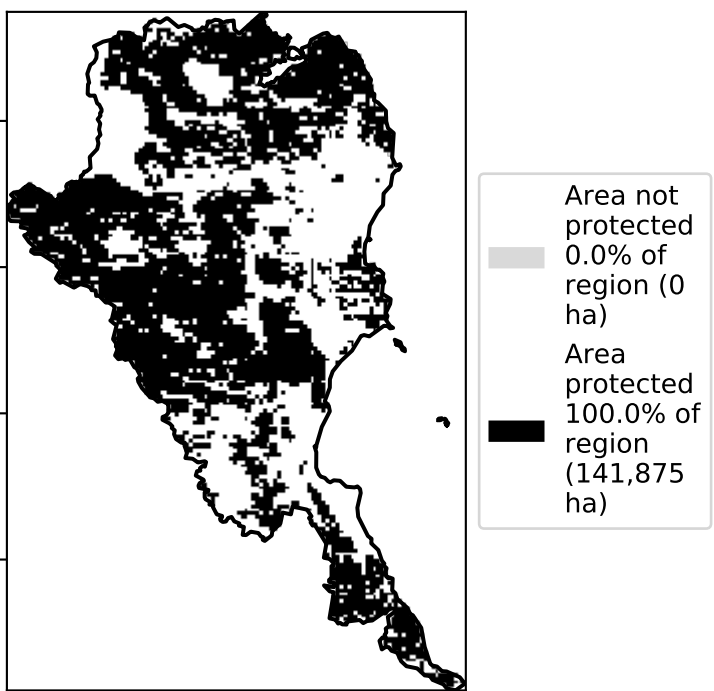 Area not
protected
0.0% of
region (0
ha)
Area
protected
100.0% of
region
(141,875
ha)